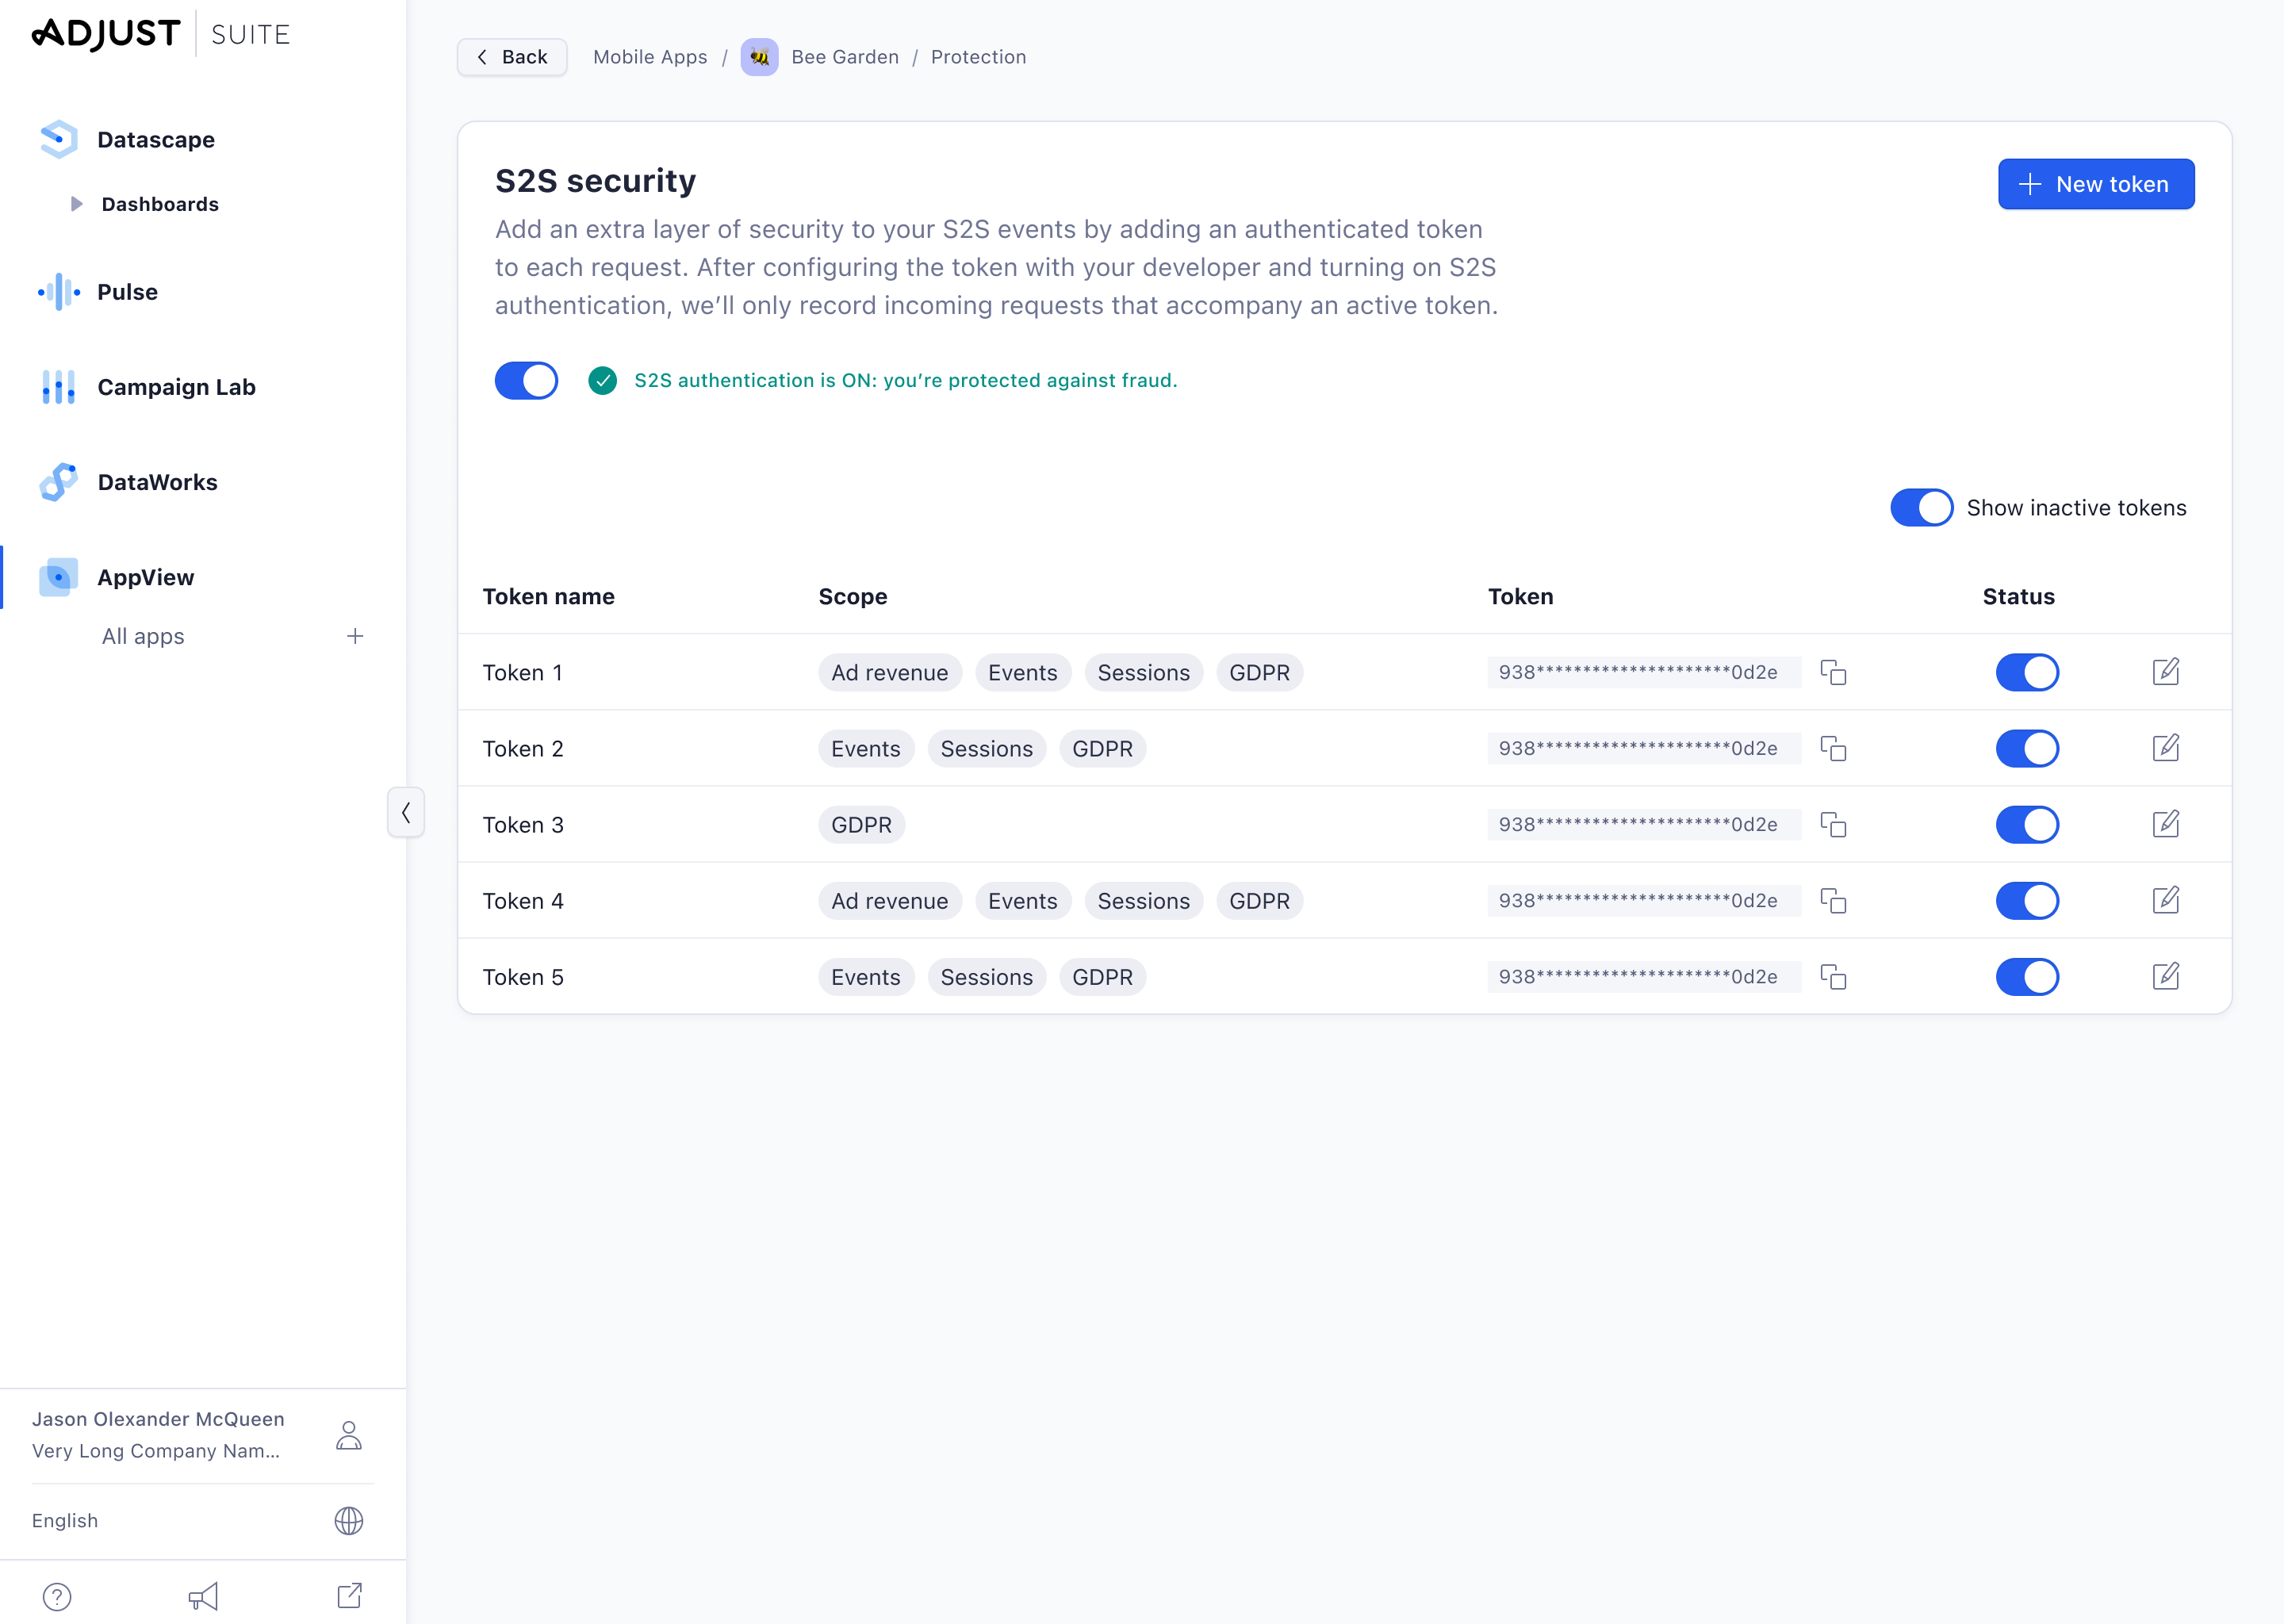 ADJUST SUITE
Datascape
Dashboards
Pulse
Campaign Lab
DataWorks
AppView
All apps
Jason Olexander McQueen
Very Long Company Nam...
English
Back Mobile Apps / Bee Garden / Protection
S2S security
New token
Add an extra layer of security to your S2S events by adding an authenticated token
to each request. After configuring the token with your developer and turning on S2S
authentication, we’ll only record incoming requests that accompany an active token.
S2S authentication is ON: you’re protected against fraud.
Show inactive tokens
Token name Scope Token Status
Token 1 Ad revenue Events Sessions GDPR 938*********************0d2e
Token 2 Events Sessions GDPR 938*********************0d2e
Token 3 GDPR 938*********************0d2e
Token 4 Ad revenue Events Sessions GDPR 938*********************0d2e
Token 5 Events Sessions GDPR 938*********************0d2e